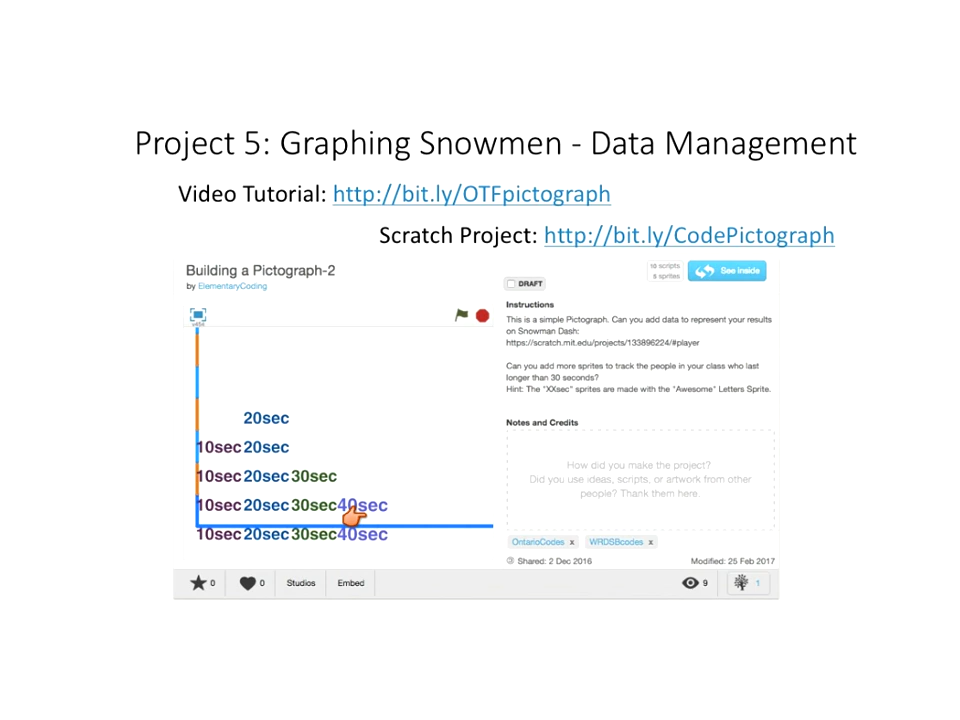 Project 5: Graphing Snowmen - Data Management
Video Tutorial: http://bit.ly/OTFpictograph
Scratch Project: http://bit.ly/CodePictograph
Building a Pictograph-2
by ElementaryCoding
10 scripts
5 sprites
See inside
DRAFT
Instructions
This is a simple Pictograph. Can you add data to represent your results
on Snowman Dash:
https://scratch.mit.edu/projects/133896224/#player
Can you add more sprites to track the people in your class who last
longer than 30 seconds?
Hint: The "XXsec" sprites are made with the "Awesome" Letters Sprite.
20sec
10sec 20sec
10sec 20sec 30sec
10sec 20sec 30sec 40sec
10sec 20sec 30sec 40sec
Notes and Credits
How did you make the project?
Did you use ideas, scripts, or artwork from other
people? Thank them here.
OntarioCodes x WRDSBcodes x
Shared: 2 Dec 2016 Modified: 25 Feb 2017
0 0 Studios Embed 9 1